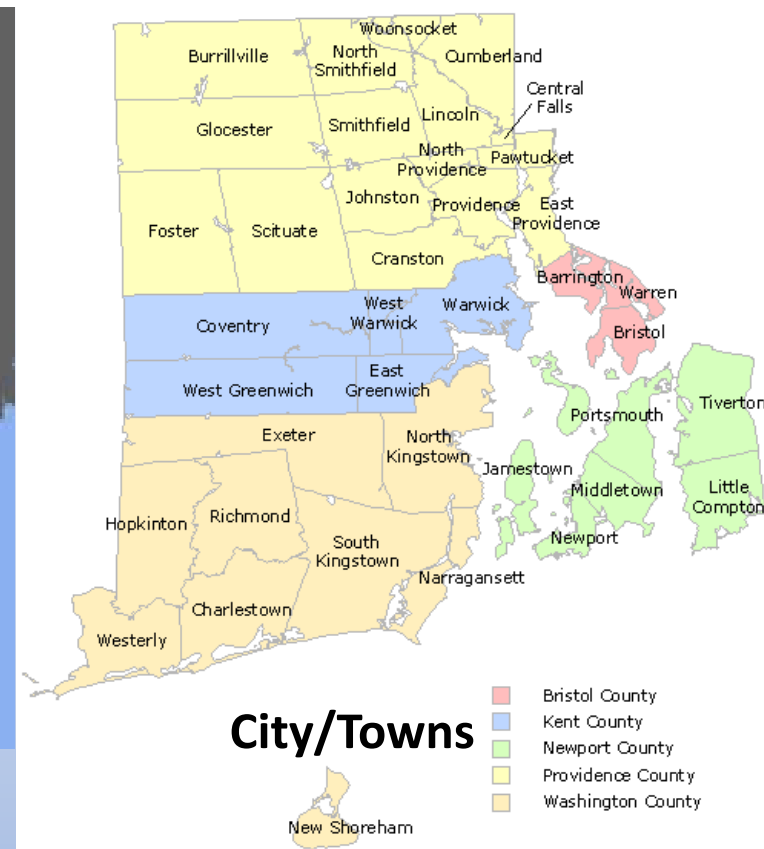 Woonsocket
Burrillville
North
Smithfield
Cumberland
Central
Falls
Glocester
Smithfield
Lincoln
North
Providence
Pawtucket
Johnston
Providence
East
Providence
Foster
Scituate
Cranston
Barrington
Warren
Bristol
Coventry
West
Warwick
Warwick
West Greenwich
East
Greenwich
Portsmouth
Tiverton
Exeter
North
Kingstown
Jamestown
Middletown
Little
Compton
Hopkinton
Richmond
South
Kingstown
Newport
Narragansett
Charlestown
Westerly
City/Towns
Bristol County
Kent County
Newport County
Providence County
Washington County
New Shoreham